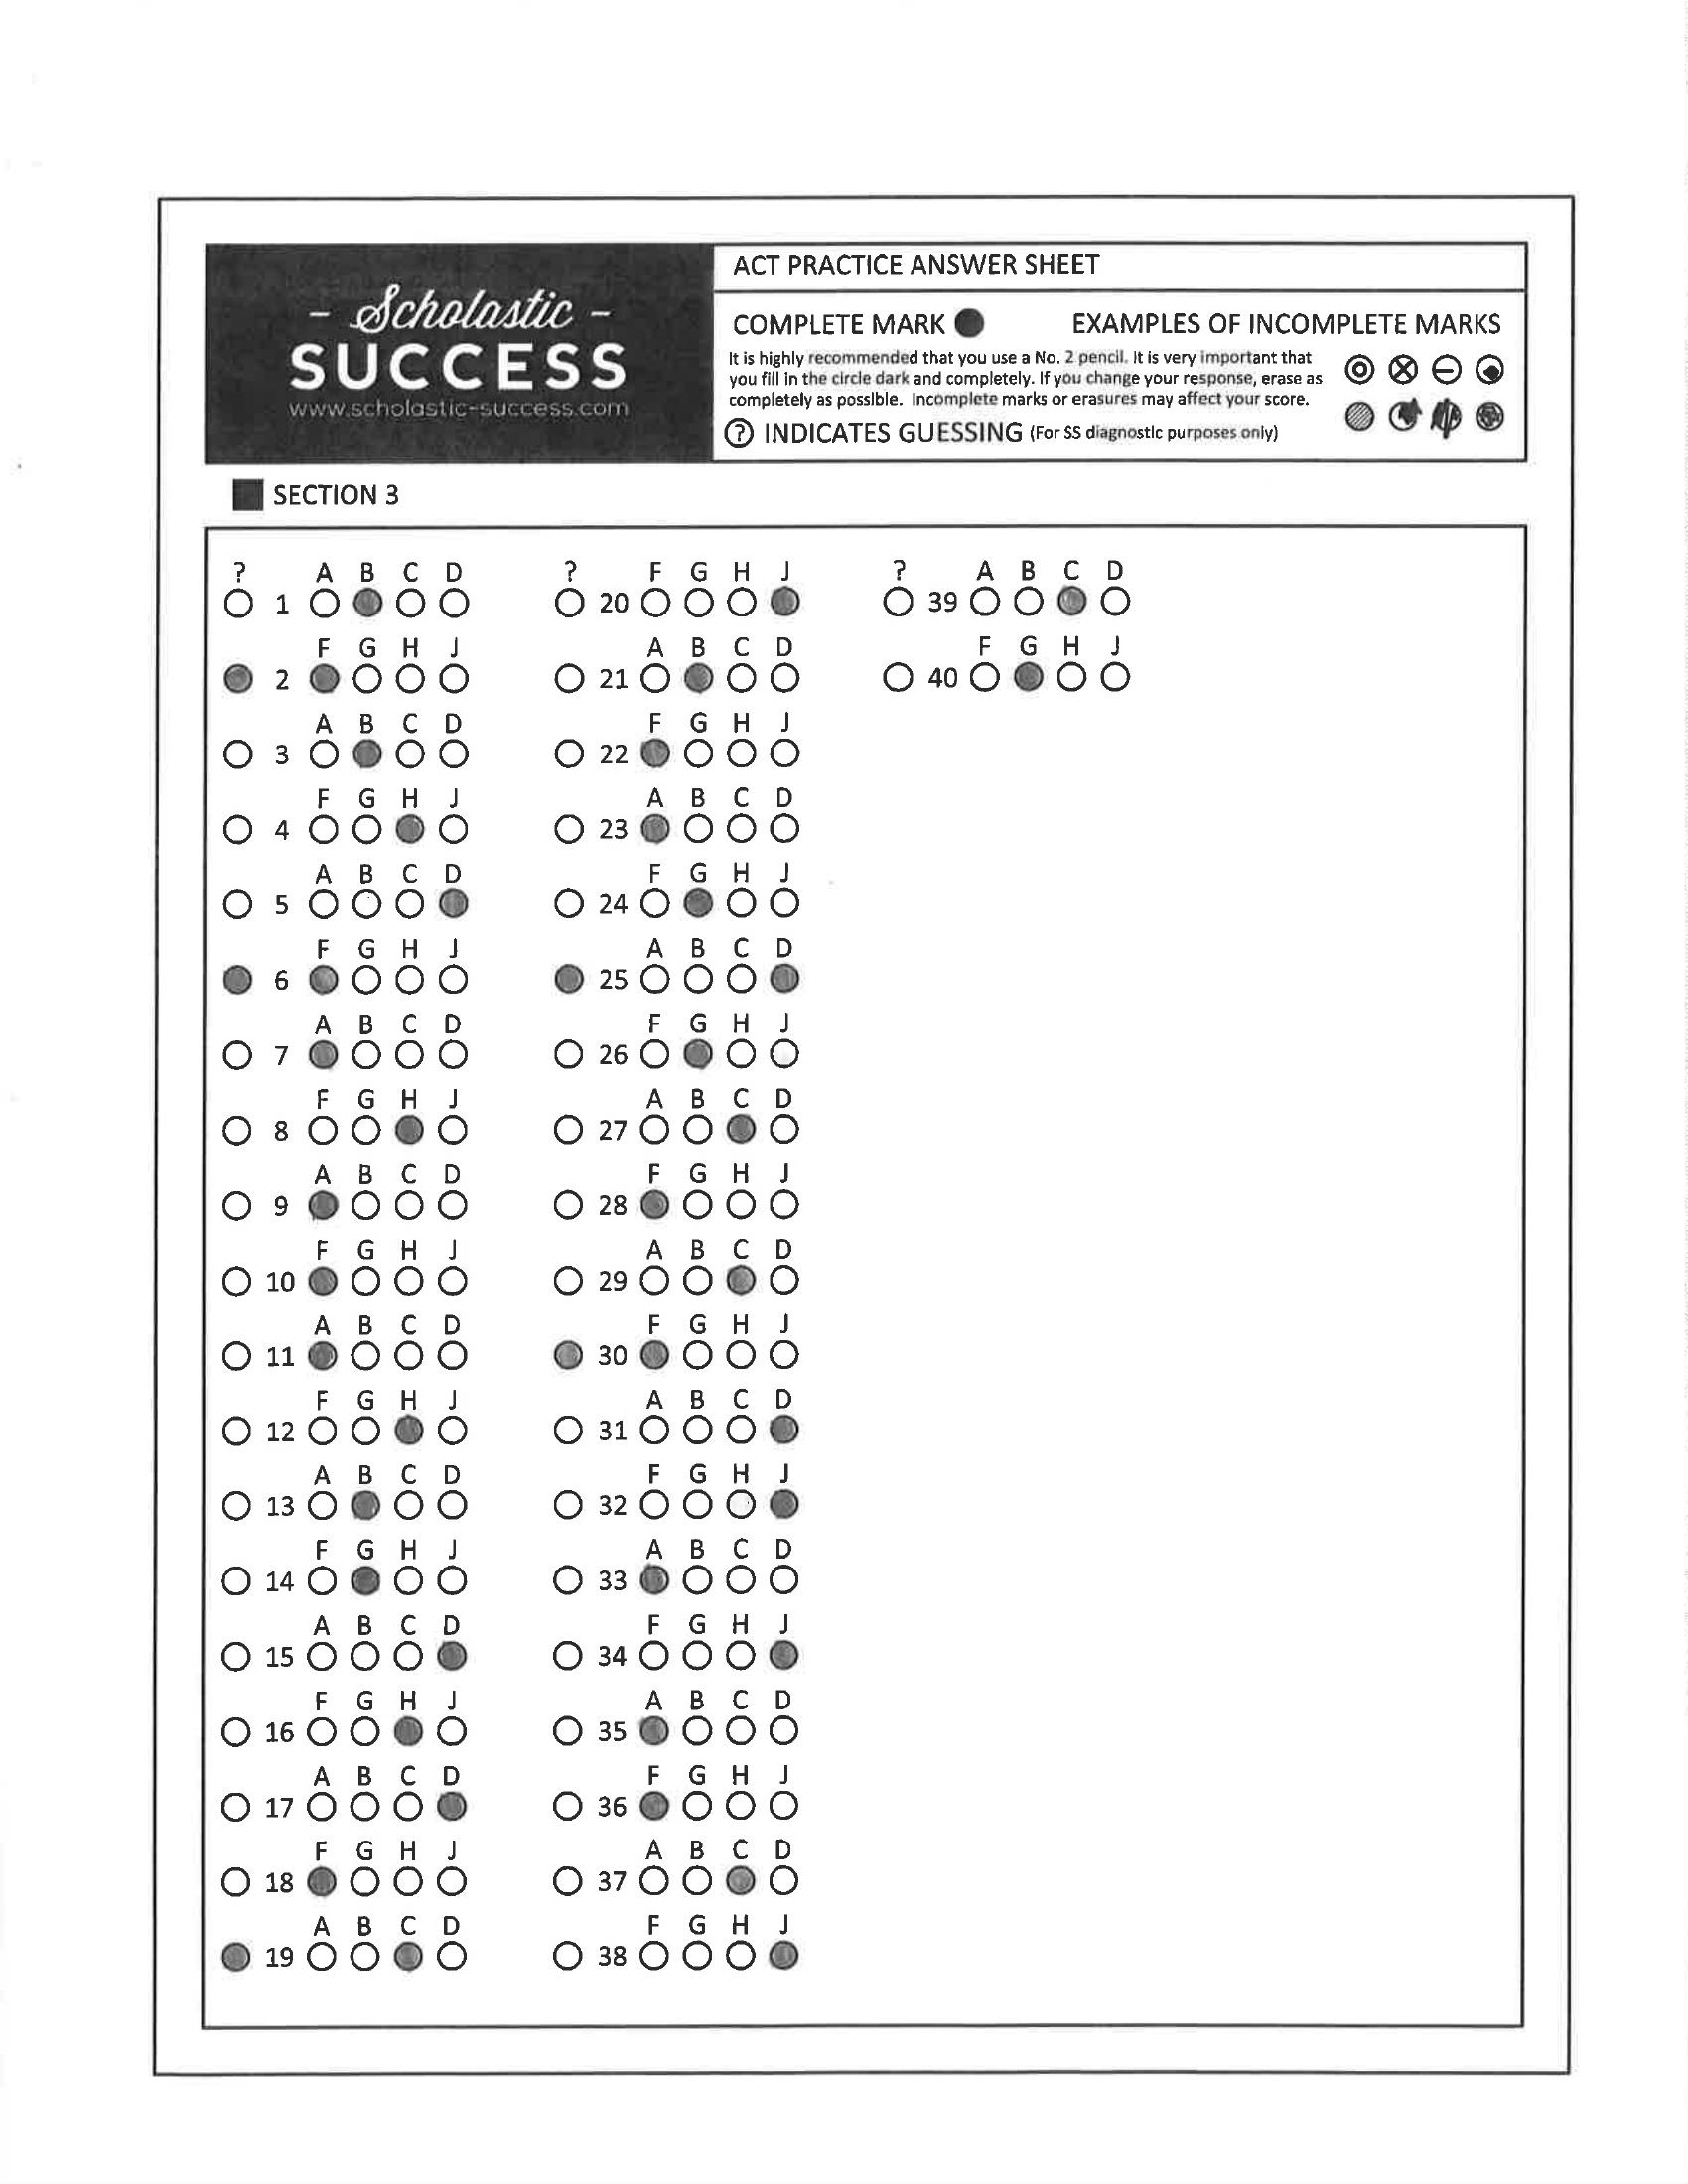 - Scholastic -
SUCCESS
www.scholastic-success.com
ACT PRACTICE ANSWER SHEET
COMPLETE MARK
EXAMPLES OF INCOMPLETE MARKS
It is highly recommended that you use a No. 2 pencil. It is very important that
you fill in the circle dark and completely. If you change your response, erase as
completely as possible. Incomplete marks or erasures may affect your score.
? INDICATES GUESSING (For SS diagnostic purposes only)
SECTION 3
? A B C D
1
F G H J
2
A B C D
3
F G H J
4
A B C D
5
F G H J
6
A B C D
7
F G H J
8
A B C D
9
F G H J
10
A B C D
11
F G H J
12
A B C D
13
F G H J
14
A B C D
15
F G H J
16
A B C D
17
F G H J
18
A B C D
19
? F G H J
20
A B C D
21
F G H J
22
A B C D
23
F G H J
24
A B C D
25
F G H J
26
A B C D
27
F G H J
28
A B C D
29
F G H J
30
A B C D
31
F G H J
32
A B C D
33
F G H J
34
A B C D
35
F G H J
36
A B C D
37
F G H J
38
? A B C D
39
F G H J
40